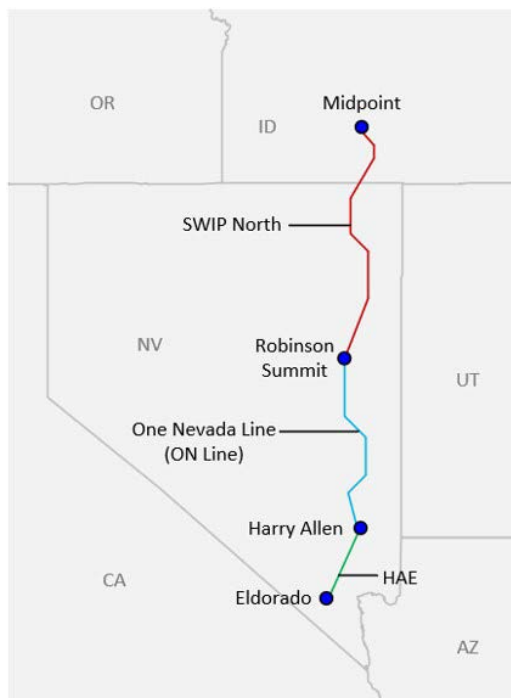 OR
ID
Midpoint
SWIP North
NV
Robinson
Summit
UT
One Nevada Line
(ON Line)
Harry Allen
CA
HAE
Eldorado
AZ